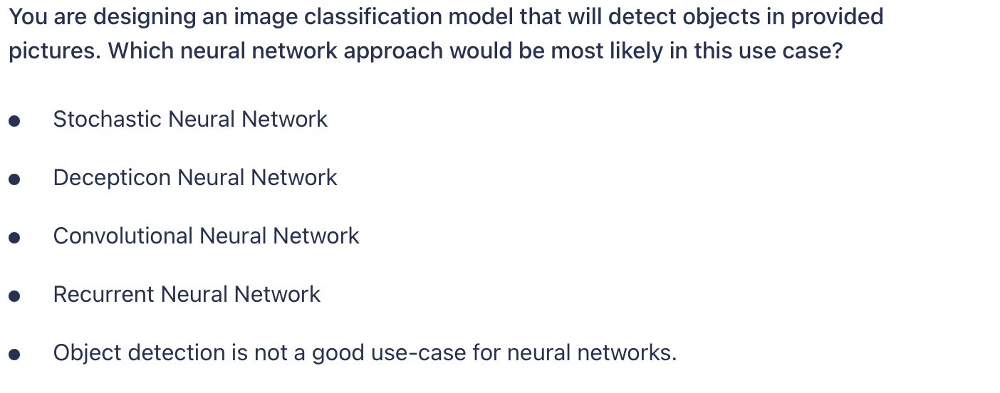 You are designing an image classification model that will detect objects in provided
pictures. Which neural network approach would be most likely in this use case?
Stochastic Neural Network
Decepticon Neural Network
Convolutional Neural Network
Recurrent Neural Network
Object detection is not a good use-case for neural networks.